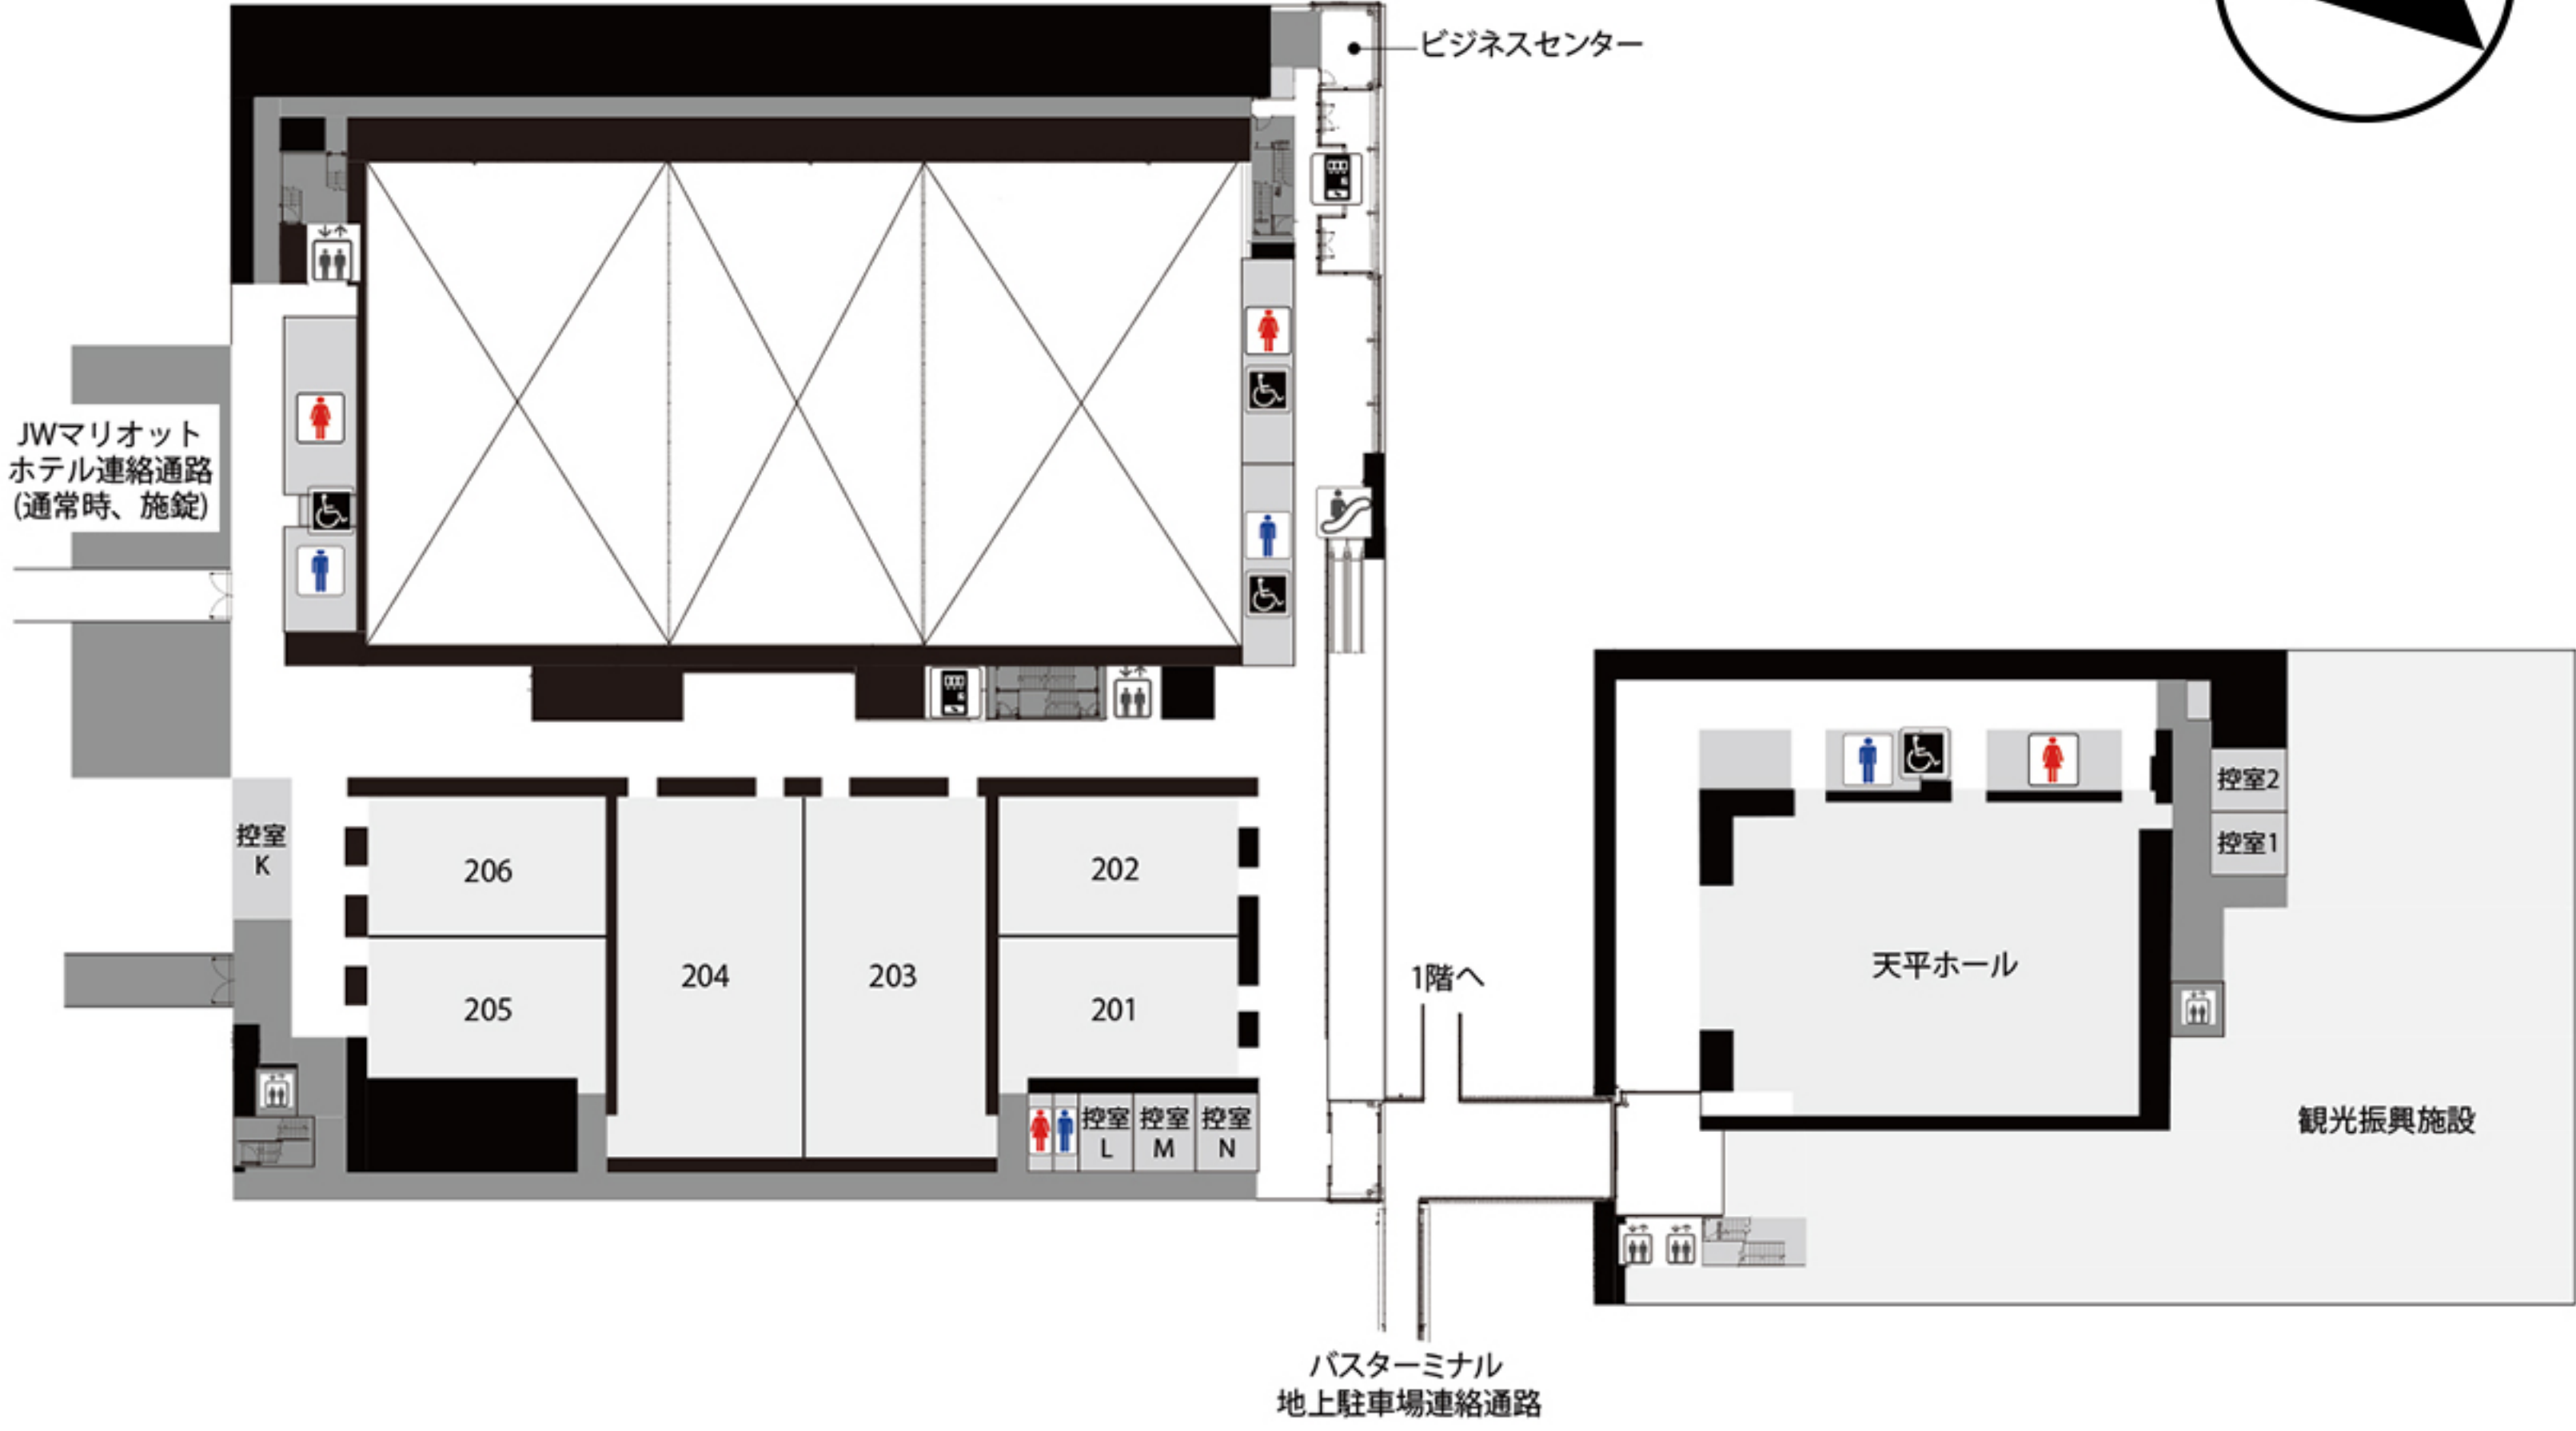 ビジネスセンター
JWマリオット
ホテル連絡通路
(通常時、施錠)
控室
K
206
205
204
203
202
201
控室
L
控室
M
控室
N
1階へ
控室2
控室1
天平ホール
観光振興施設
バスターミナル
地上駐車場連絡通路